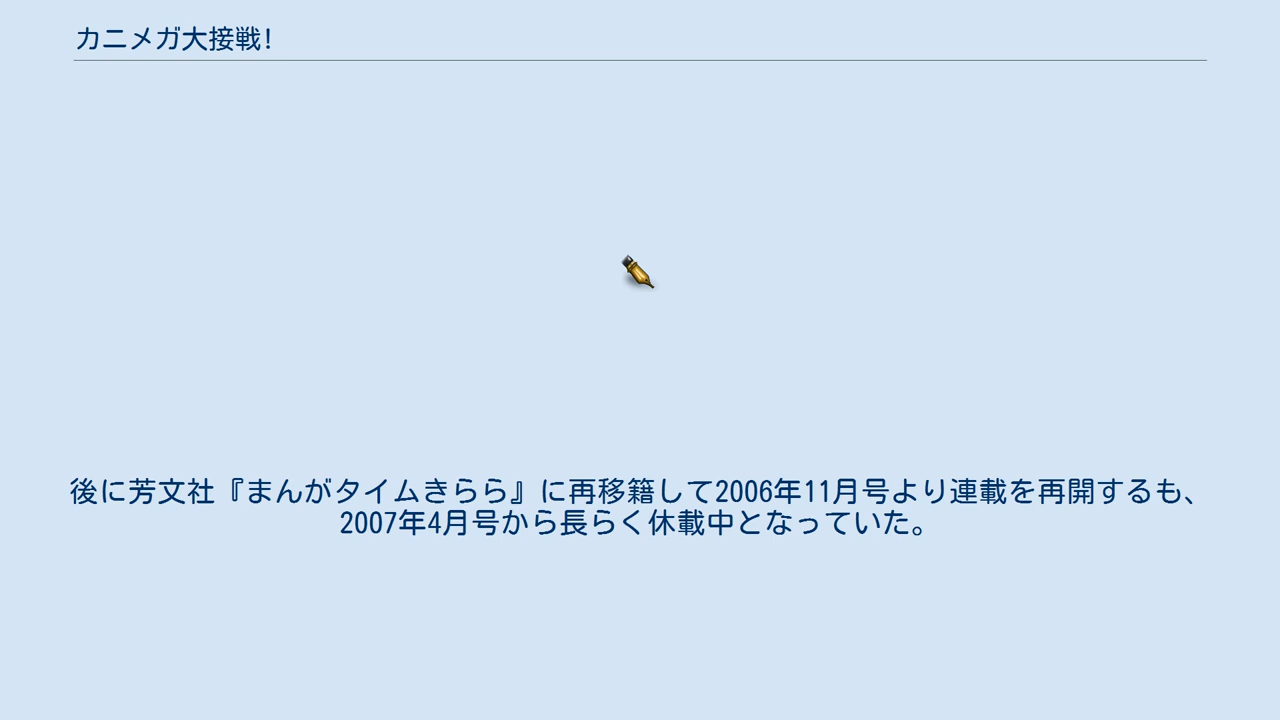 カニメガ大接戦!
後に芳文社『まんがタイムきらら』に再移籍して2006年11月号より連載を再開するも、
2007年4月号から長らく休載中となっていた。